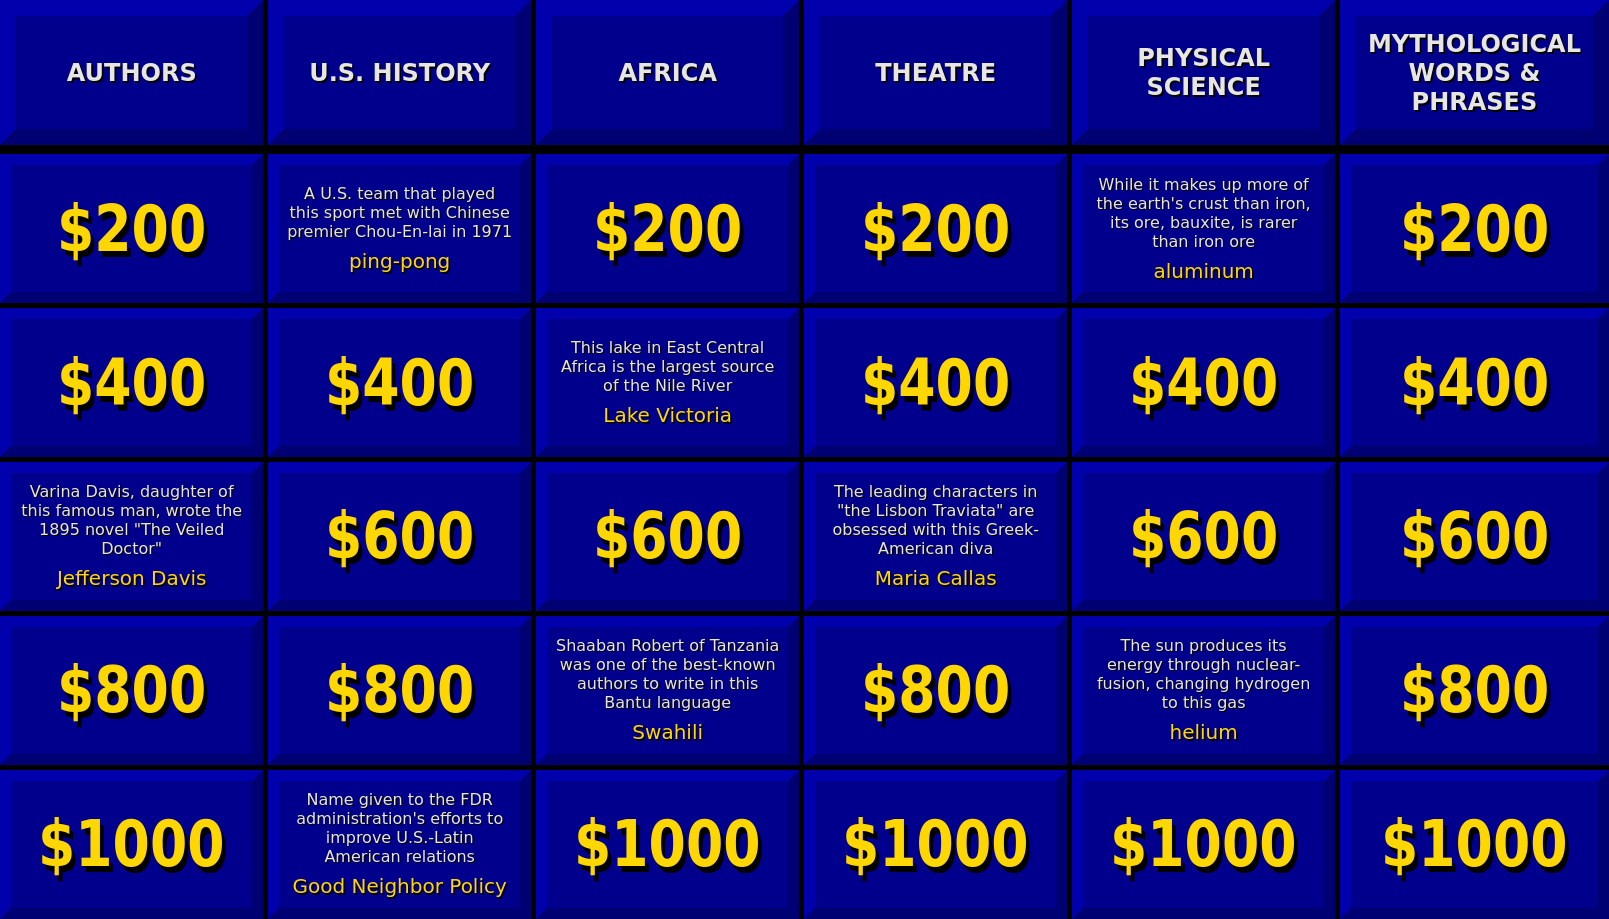 AUTHORS
U.S. HISTORY
AFRICA
THEATRE
PHYSICAL
SCIENCE
MYTHOLOGICAL
WORDS &
PHRASES
$200
A U.S. team that played
this sport met with Chinese
premier Chou-En-lai in 1971
ping-pong
$200
$200
While it makes up more of
the earth's crust than iron,
its ore, bauxite, is rarer
than iron ore
aluminum
$200
$400
$400
This lake in East Central
Africa is the largest source
of the Nile River
Lake Victoria
$400
$400
$400
Varina Davis, daughter of
this famous man, wrote the
1895 novel "The Veiled
Doctor"
Jefferson Davis
$600
$600
The leading characters in
"the Lisbon Traviata" are
obsessed with this Greek-
American diva
Maria Callas
$600
$600
$800
$800
Shaaban Robert of Tanzania
was one of the best-known
authors to write in this
Bantu language
Swahili
$800
The sun produces its
energy through nuclear-
fusion, changing hydrogen
to this gas
helium
$800
$1000
Name given to the FDR
administration's efforts to
improve U.S.-Latin
American relations
Good Neighbor Policy
$1000
$1000
$1000
$1000